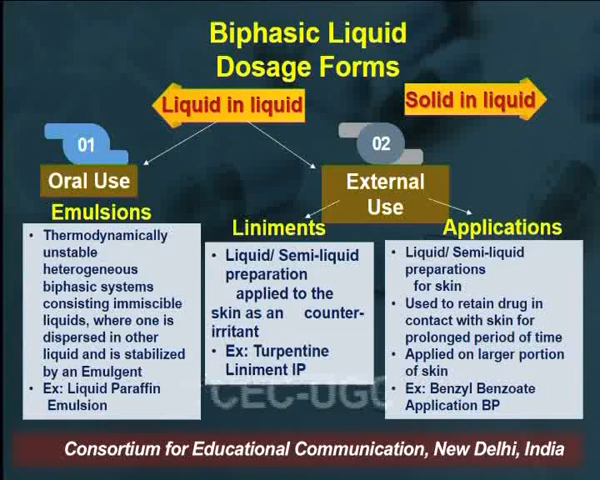 Biphasic Liquid
Dosage Forms
Liquid in liquid
Solid in liquid
01
02
Oral Use
External
Use
Emulsions
• Thermodynamically
unstable
heterogeneous
biphasic systems
consisting immiscible
liquids, where one is
dispersed in other
liquid and is stabilized
by an Emulgent
• Ex: Liquid Paraffin
Emulsion
Liniments
• Liquid/ Semi-liquid
preparation
applied to the
skin as an counter-
irritant
• Ex: Turpentine
Liniment IP
Applications
• Liquid/ Semi-liquid
preparations
for skin
• Used to retain drug in
contact with skin for
prolonged period of time
• Applied on larger portion
of skin
• Ex: Benzyl Benzoate
Application BP
CEC-UGC
Consortium for Educational Communication, New Delhi, India